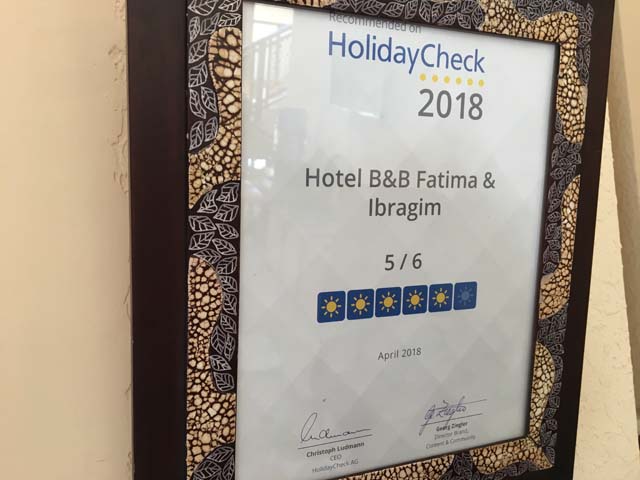 Recommended on
HolidayCheck
2018
Hotel B&B Fatima &
Ibragim
5 / 6
April 2018
Christoph Ludmann
CEO
HolidayCheck AG
Georg Ziegler
Director Brand,
Content & Community